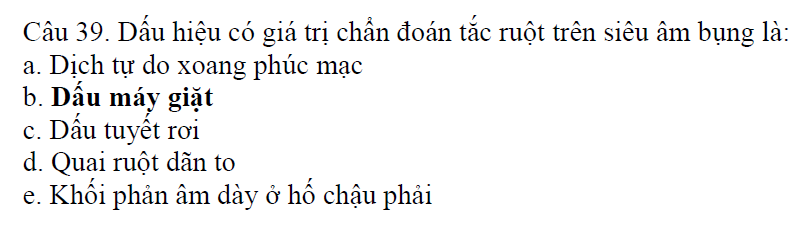 Câu 39. Dấu hiệu có giá trị chẩn đoán tắc ruột trên siêu âm bụng là:
a. Dịch tự do xoang phúc mạc
b. Dấu máy giặt
c. Dấu tuyết rơi
d. Quai ruột dãn to
e. Khối phản âm dày ở hố chậu phải